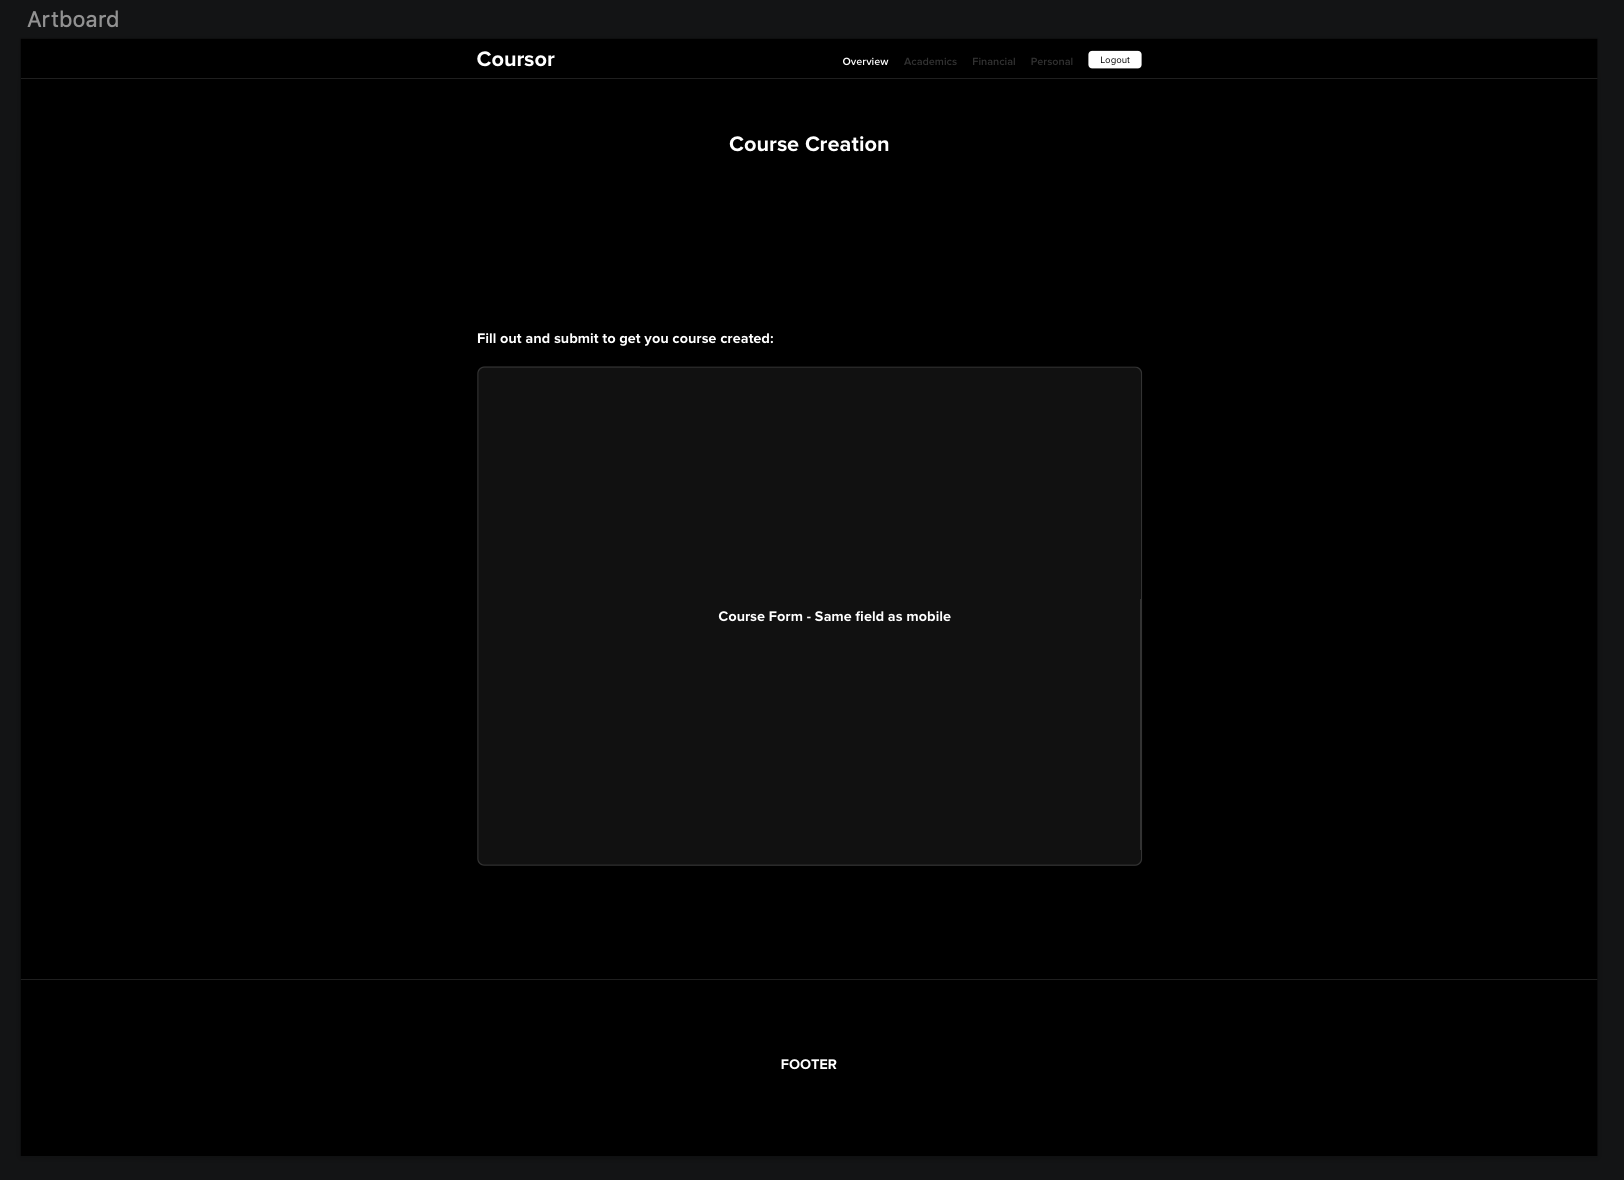 Artboard
Coursor
Overview Academics Financial Personal Logout
Course Creation
Fill out and submit to get you course created:
Course Form - Same field as mobile
FOOTER